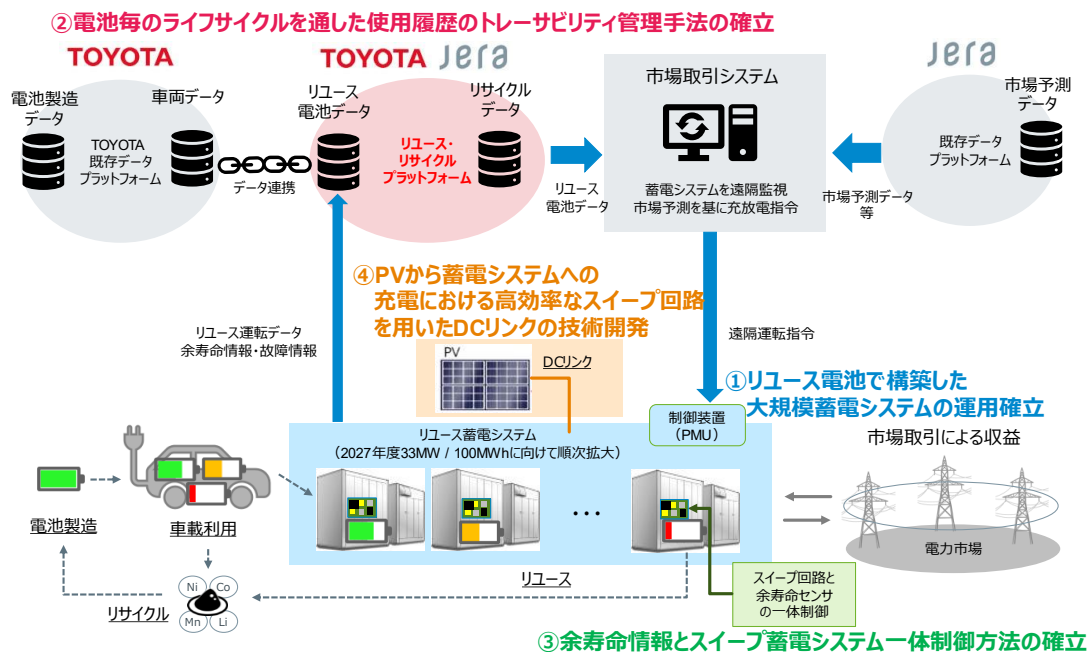 ②電池毎のライフサイクルを通した使用履歴のトレーサビリティ管理手法の確立
TOYOTA
TOYOTA Jera
Jera
電池製造
データ
車両データ
TOYOTA
既存データ
プラットフォーム
データ連携
リユース
電池データ
リサイクル
データ
リユース・
リサイクル
プラットフォーム
リユース
電池データ
市場取引システム
蓄電システムを遠隔監視
市場予測を基に充放電指令
市場予測
データ
既存データ
プラットフォーム
市場予測データ
等
④PVから蓄電システムへの
充電における高効率なスイープ回路
を用いたDCリンクの技術開発
リユース運転データ
余寿命情報・故障情報
PV
DCリンク
遠隔運転指令
①リユース電池で構築した
大規模蓄電システムの運用確立
制御装置
(PMU)
市場取引による収益
リユース蓄電システム
(2027年度33MW / 100MWhに向けて順次拡大)
電池製造
車載利用
…
電力市場
リユース
Ni
Co
Mn
Li
リサイクル
スイープ回路と
余寿命センサ
の一体制御
③余寿命情報とスイープ蓄電システム一体制御方法の確立